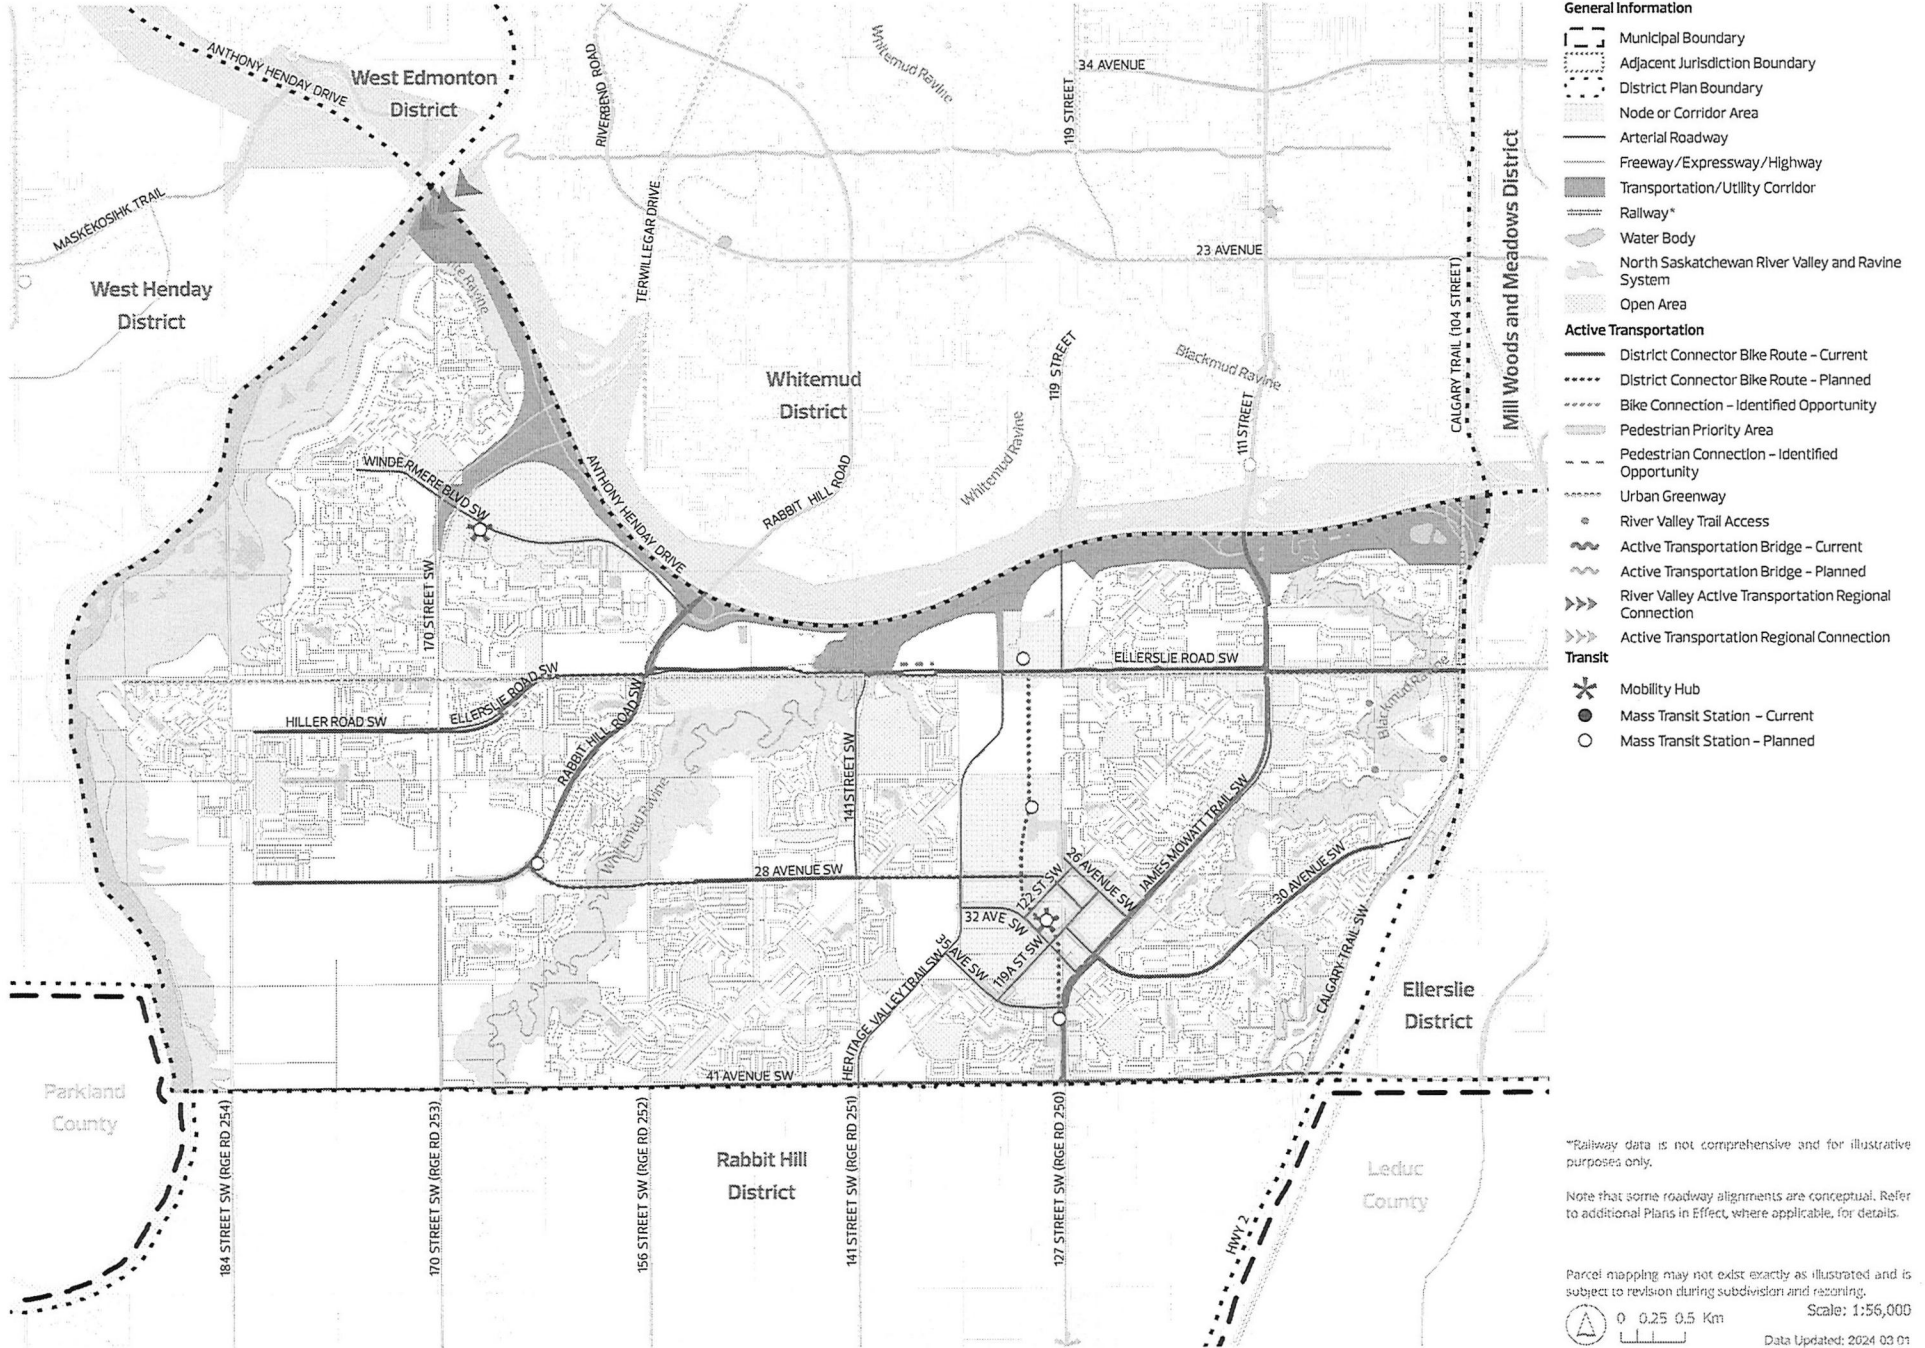 General Information
Municipal Boundary
Adjacent Jurisdiction Boundary
District Plan Boundary
Node or Corridor Area
Arterial Roadway
Freeway/Expressway/Highway
Transportation/Utility Corridor
Railway*
Water Body
North Saskatchewan River Valley and Ravine
System
Open Area
Active Transportation
District Connector Bike Route – Current
District Connector Bike Route – Planned
Bike Connection – Identified Opportunity
Pedestrian Priority Area
Pedestrian Connection – Identified
Opportunity
Urban Greenway
River Valley Trail Access
Active Transportation Bridge – Current
Active Transportation Bridge – Planned
River Valley Active Transportation Regional
Connection
Active Transportation Regional Connection
Transit
Mobility Hub
Mass Transit Station – Current
Mass Transit Station – Planned
*Railway data is not comprehensive and for illustrative
purposes only.
Note that some roadway alignments are conceptual. Refer
to additional Plans in Effect, where applicable, for details.
Parcel mapping may not exist exactly as illustrated and is
subject to revision during subdivision and rezoning.
0 0.25 0.5 Km
Scale: 1:56,000
Data Updated: 2024 03 01
ANTHONY HENDAY DRIVE
West Edmonton
District
RIVERBEND ROAD
Whitemud Ravine
34 AVENUE
119 STREET
Mill Woods and Meadows District
MASKÊKOSIHK TRAIL
TERWILLEGAR DRIVE
23 AVENUE
CALGARY TRAIL (104 STREET)
West Henday
District
Whitemud
District
119 STREET
Blackmud Ravine
111 STREET
Whitemud Ravine
WINDERMERE BLVD SW
ANTHONY HENDAY DRIVE
RABBIT HILL ROAD
170 STREET SW
ELLERSLIE ROAD SW
ELLERSLIE ROAD SW
Blackmud Ravine
HILLER ROAD SW
RABBIT HILL ROAD SW
141 STREET SW
Whitemud Ravine
JAMES MOWATT TRAIL SW
28 AVENUE SW
26 AVENUE SW
122 ST SW
30 AVENUE SW
32 AVE SW
35 AVE SW
119A ST SW
CALGARY TRAIL SW
HERITAGE VALLEY TRAIL SW
Ellerslie
District
41 AVENUE SW
Parkland
County
184 STREET SW (RGE RD 254)
170 STREET SW (RGE RD 253)
156 STREET SW (RGE RD 252)
141 STREET SW (RGE RD 251)
127 STREET SW (RGE RD 250)
Rabbit Hill
District
Leduc
County
HWY 2